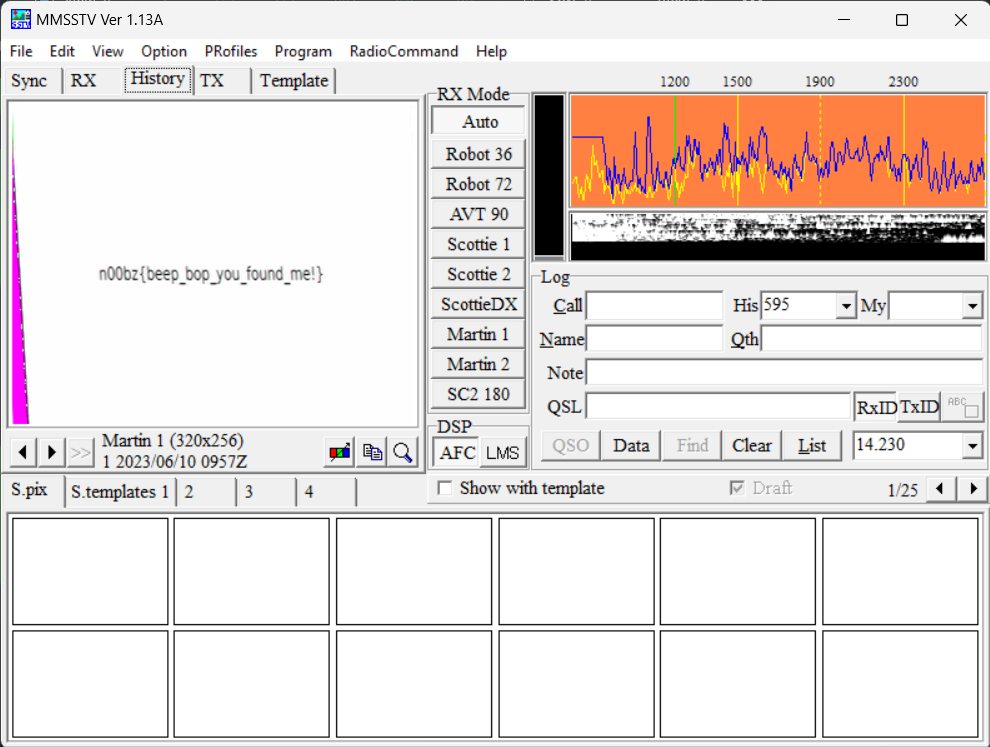 MMSSTV Ver 1.13A
File Edit View Option PRofiles Program RadioCommand Help
Sync RX History TX Template
n00bz{beep_bop_you_found_me!}
>> Martin 1 (320x256)
1 2023/06/10 0957Z
RX Mode
Auto
Robot 36
Robot 72
AVT 90
Scottie 1
Scottie 2
ScottieDX
Martin 1
Martin 2
SC2 180
DSP
AFC LMS
1200 1500 1900 2300
Log
Call His 595 My
Name Qth
Note
QSL RxID TxID ABC
QSO Data Find Clear List 14.230
S.pix S.templates 1 2 3 4
Show with template Draft 1/25